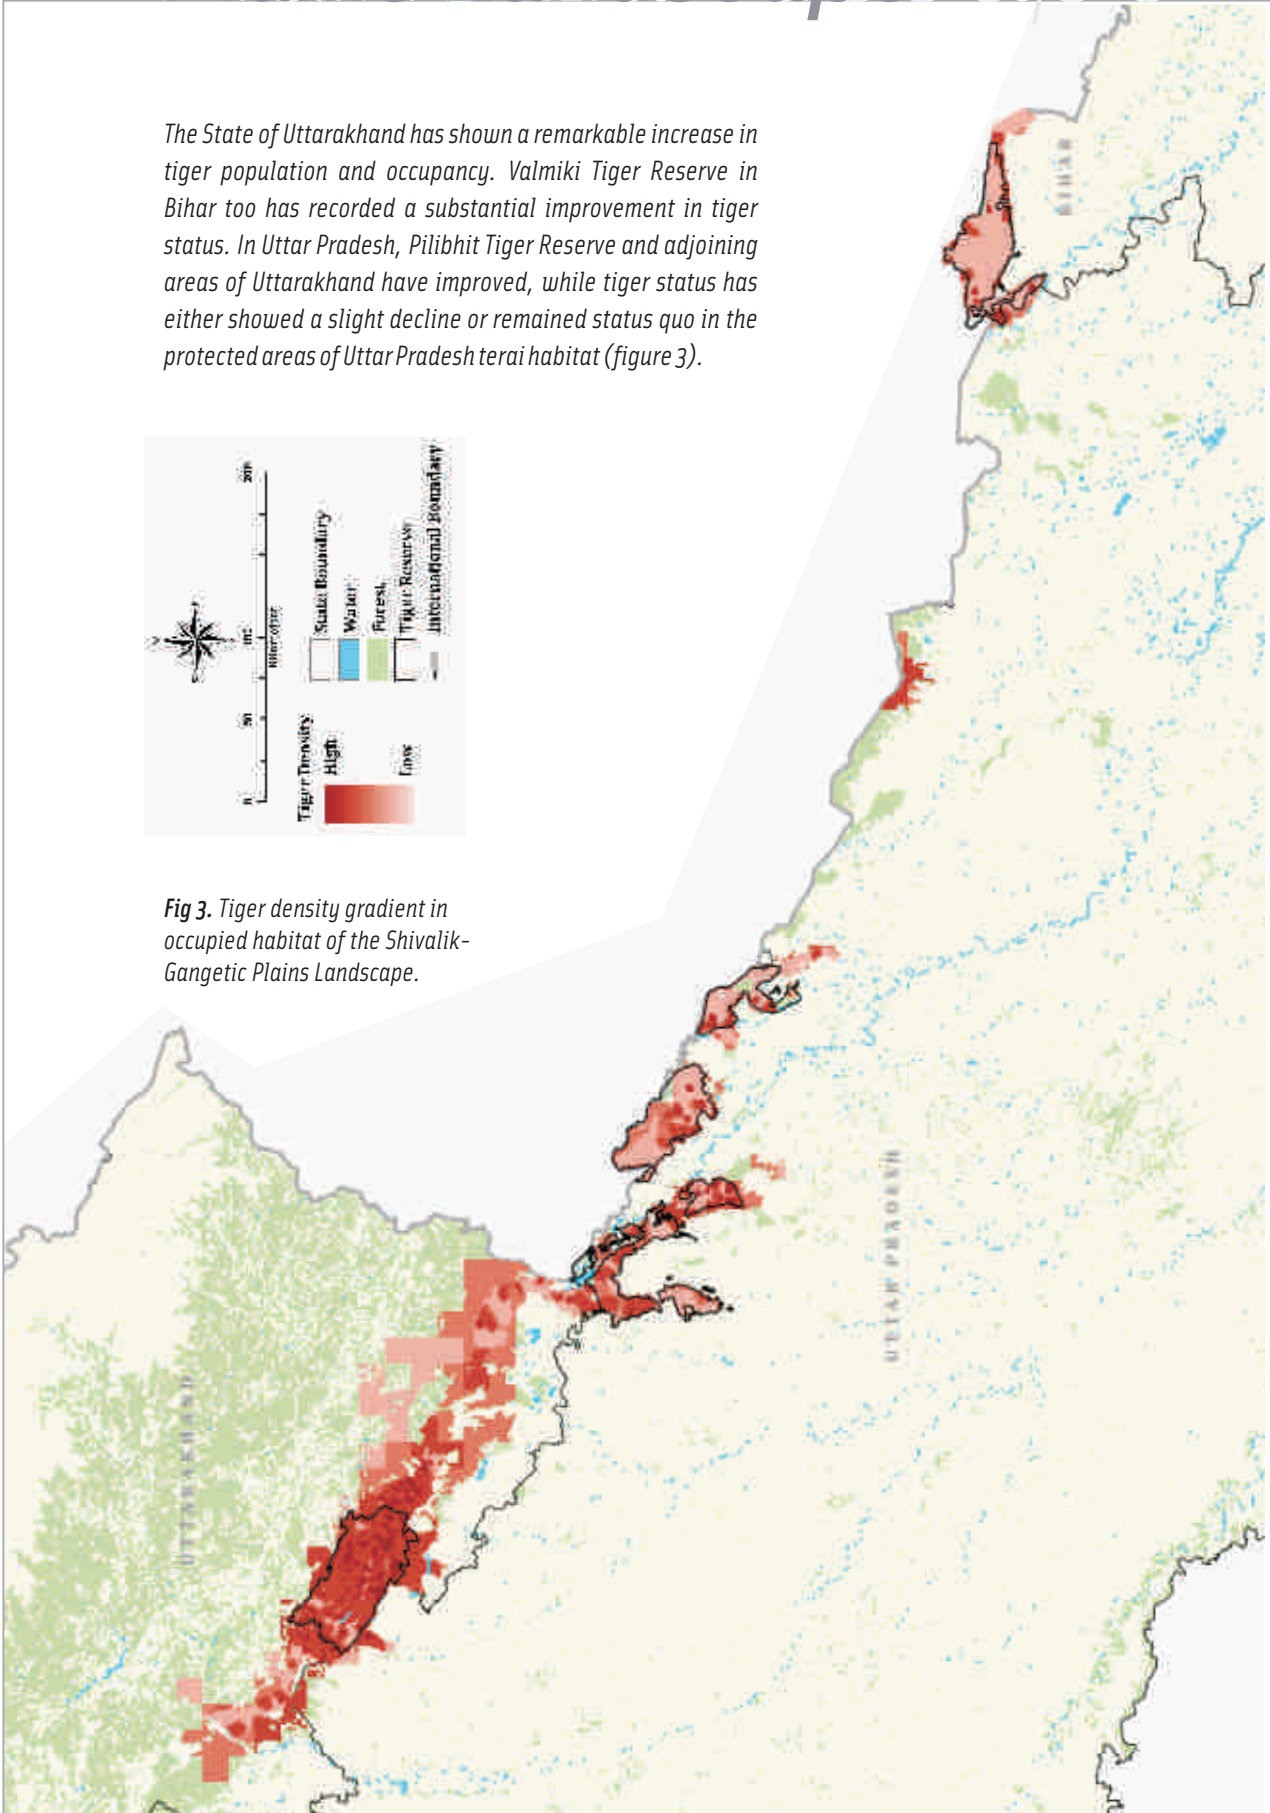 The State of Uttarakhand has shown a remarkable increase in
tiger population and occupancy. Valmiki Tiger Reserve in
Bihar too has recorded a substantial improvement in tiger
status. In Uttar Pradesh, Pilibhit Tiger Reserve and adjoining
areas of Uttarakhand have improved, while tiger status has
either showed a slight decline or remained status quo in the
protected areas of Uttar Pradesh terai habitat (figure 3).
BIHAR
0
Kilometers
Tiger Density
High
Low
State Boundary
Water
Forest
Tiger Reserve
International Boundary
Fig 3. Tiger density gradient in
occupied habitat of the Shivalik-
Gangetic Plains Landscape.
UTTAR PRADESH
UTTARAKHAND